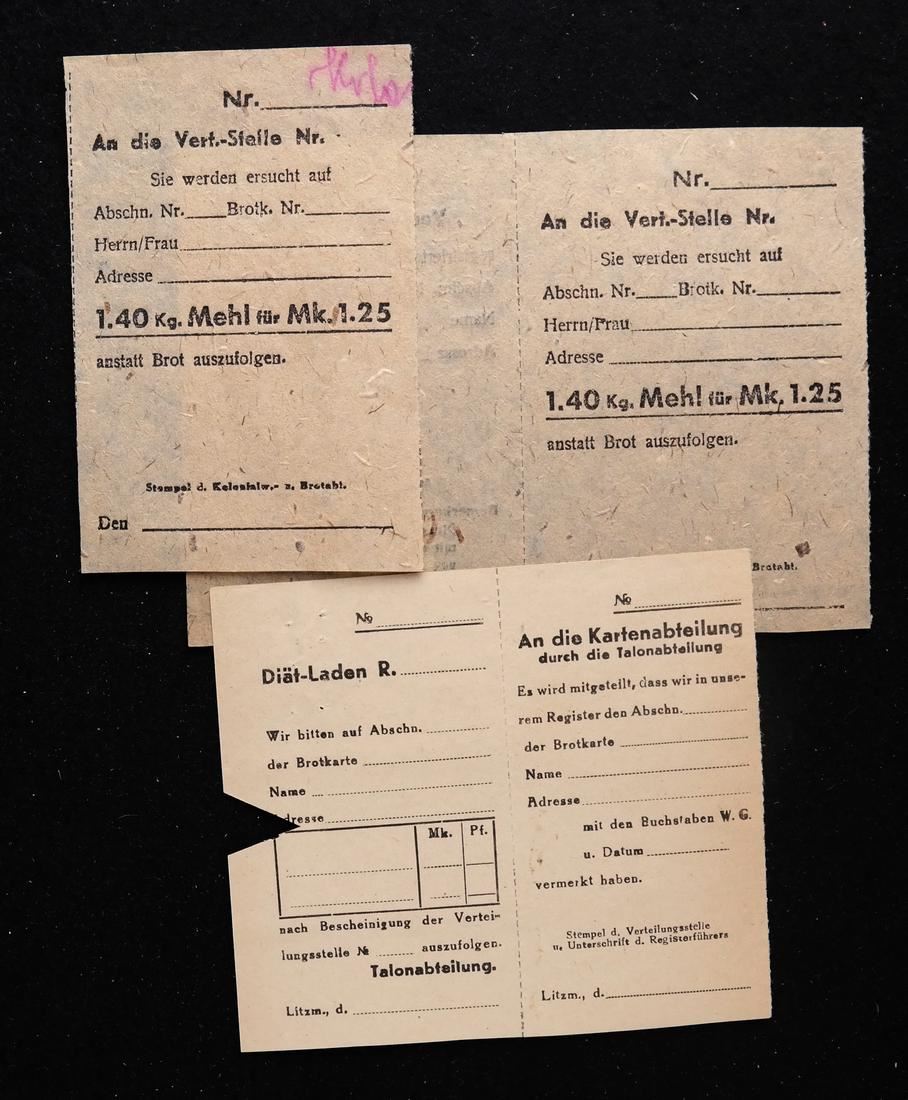 Nr.
An die Vert.-Stelle Nr.
Sie werden ersucht auf
Abschn. Nr. Brotk. Nr.
Herrn/Frau
Adresse
1.40 Kg. Mehl für Mk. 1.25
anstatt Brot auszufolgen.
Stempel d. Kolonialw.- u. Brotabt.
Den
Nr.
An die Vert.-Stelle Nr.
Sie werden ersucht auf
Abschn. Nr. Brotk. Nr.
Herrn/Frau
Adresse
1.40 Kg. Mehl für Mk. 1.25
anstatt Brot auszufolgen.
Brotabt.
№
Diät-Laden R.
Wir bitten auf Abschn.
der Brotkarte
Name
dresse
Mk. Pf.
nach Bescheinigung der Vertei-
lungsstelle № auszufolgen.
Talonabteilung.
Litzm., d.
№
An die Kartenabteilung
durch die Talonabteilung
Es wird mitgeteilt, dass wir in unse-
rem Register den Abschn.
der Brotkarte
Name
Adresse
mit den Buchstaben W. G.
u. Datum
vermerkt haben.
Stempel d. Verteilungsstelle
u. Unterschrift d. Registerführers
Litzm., d.